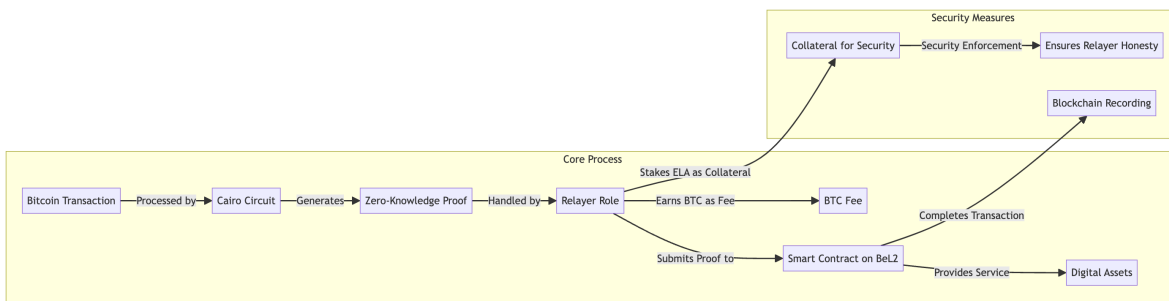 Security Measures
Collateral for Security
Security Enforcement
Ensures Relayer Honesty
Blockchain Recording
Core Process
Stakes ELA as Collateral
Bitcoin Transaction
Processed by
Cairo Circuit
Generates
Zero-Knowledge Proof
Handled by
Relayer Role
Earns BTC as Fee
BTC Fee
Completes Transaction
Submits Proof to
Smart Contract on BeL2
Provides Service
Digital Assets